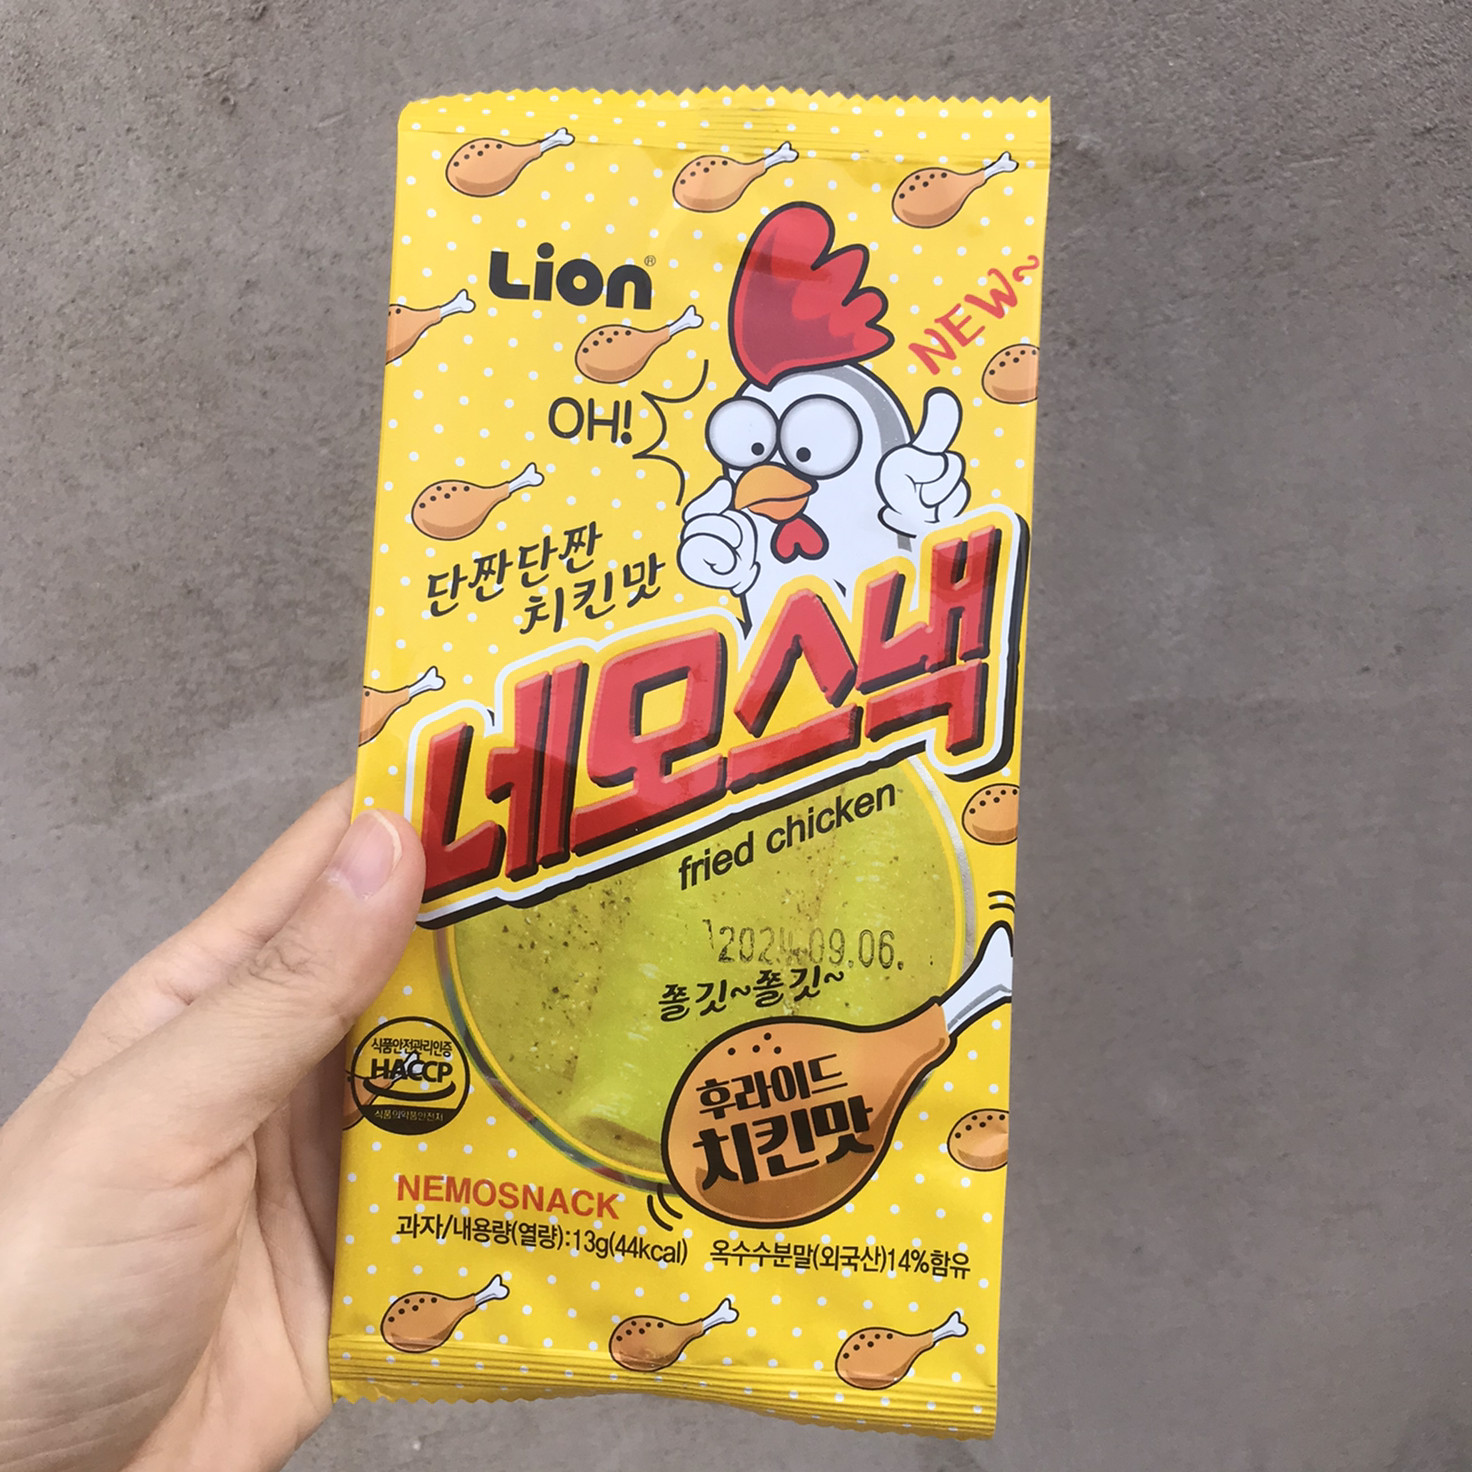 Lion®
NEW~
OH!
단짠단짠
치킨맛
네모스낵
fried chicken
2024.09.06.
쫄깃~쫄깃~
후라이드
치킨맛
식품안전관리인증
HACCP
식품의약품안전처
NEMOSNACK
과자/내용량(열량):13g(44kcal) 옥수수분말(외국산)14%함유